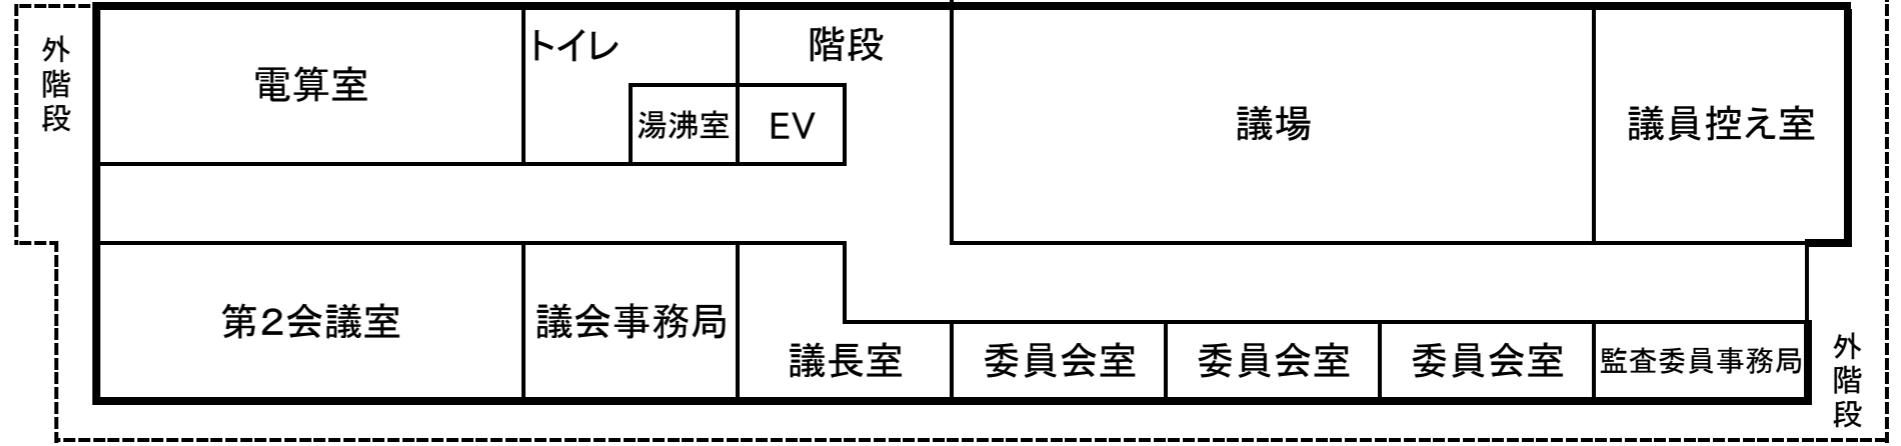 外階段
電算室
トイレ
階段
湯沸室
EV
議場
議員控え室
第2会議室
議会事務局
議長室
委員会室
委員会室
委員会室
監査委員事務局
外階段